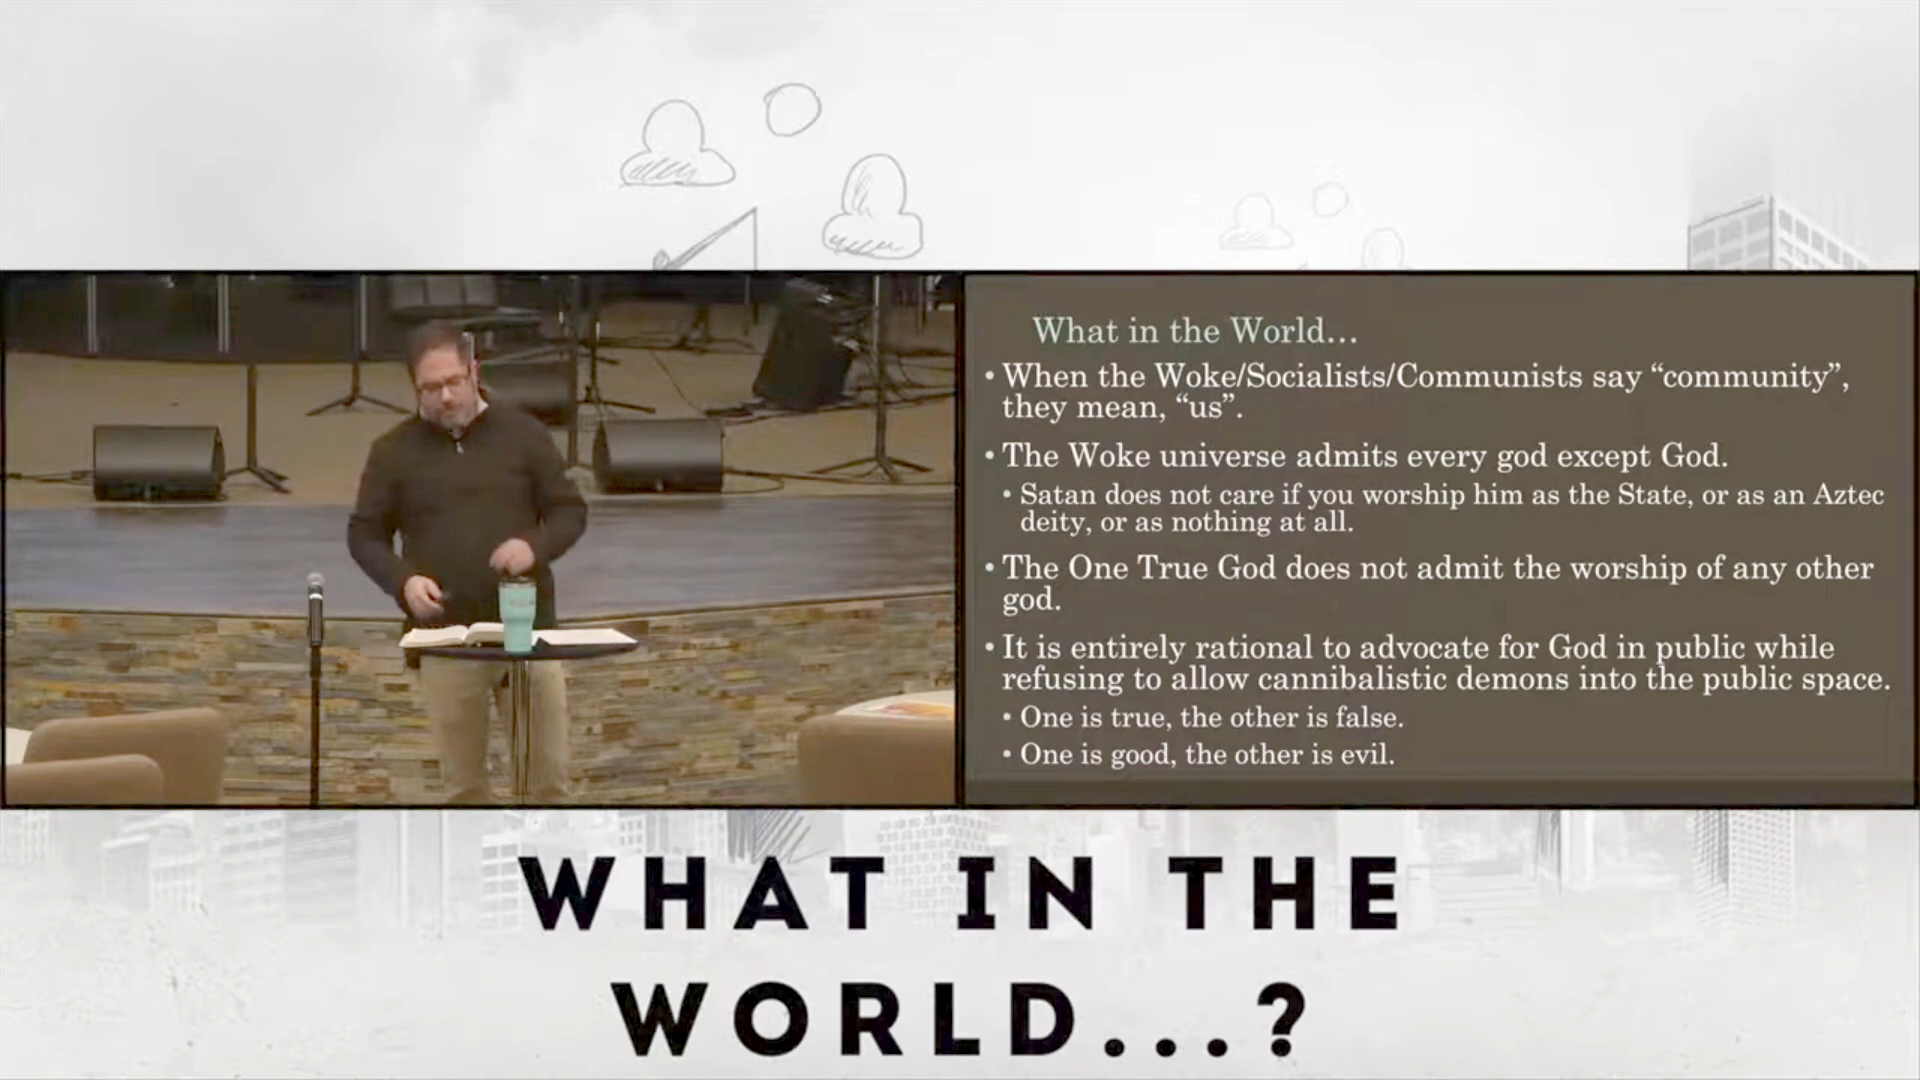 What in the World...
• When the Woke/Socialists/Communists say “community”,
they mean, “us”.
• The Woke universe admits every god except God.
• Satan does not care if you worship him as the State, or as an Aztec
deity, or as nothing at all.
• The One True God does not admit the worship of any other
god.
• It is entirely rational to advocate for God in public while
refusing to allow cannibalistic demons into the public space.
• One is true, the other is false.
• One is good, the other is evil.
WHAT IN THE
WORLD...?